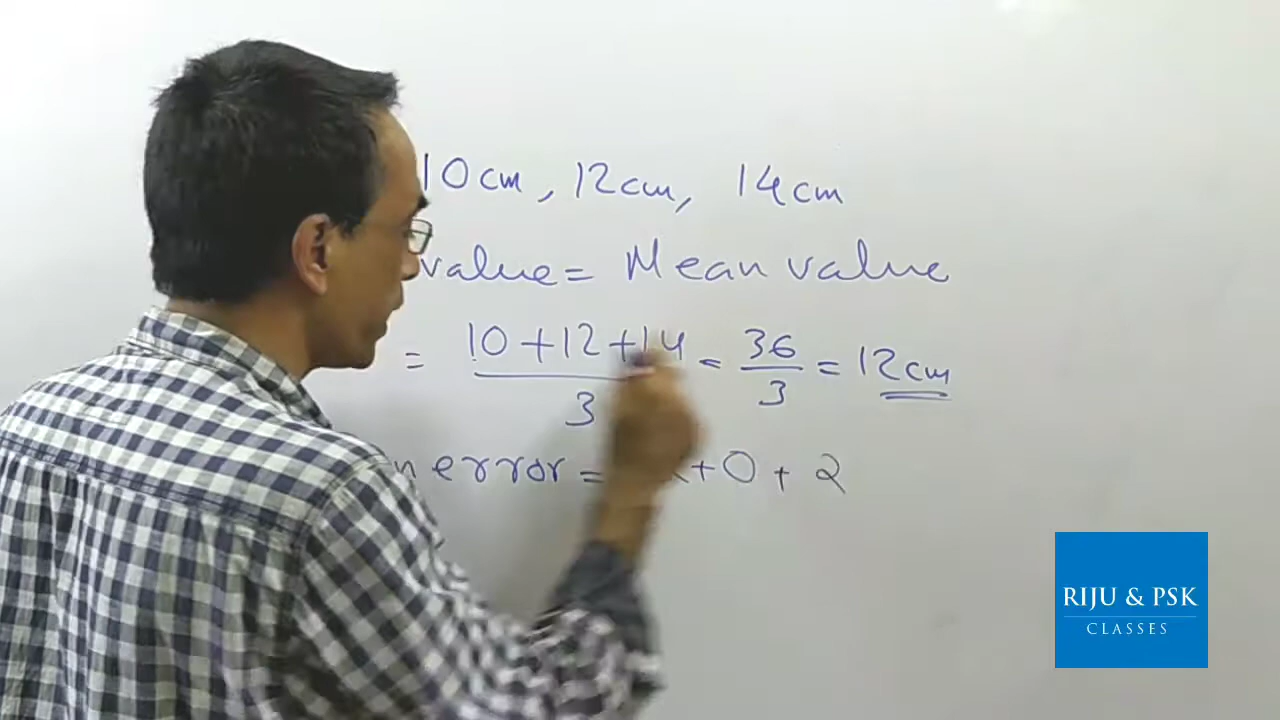 10cm, 12cm, 14cm
value = Mean value
= 10+12+14 / 3 = 36 / 3 = 12cm
n error = +0+2
RIJU & PSK
CLASSES